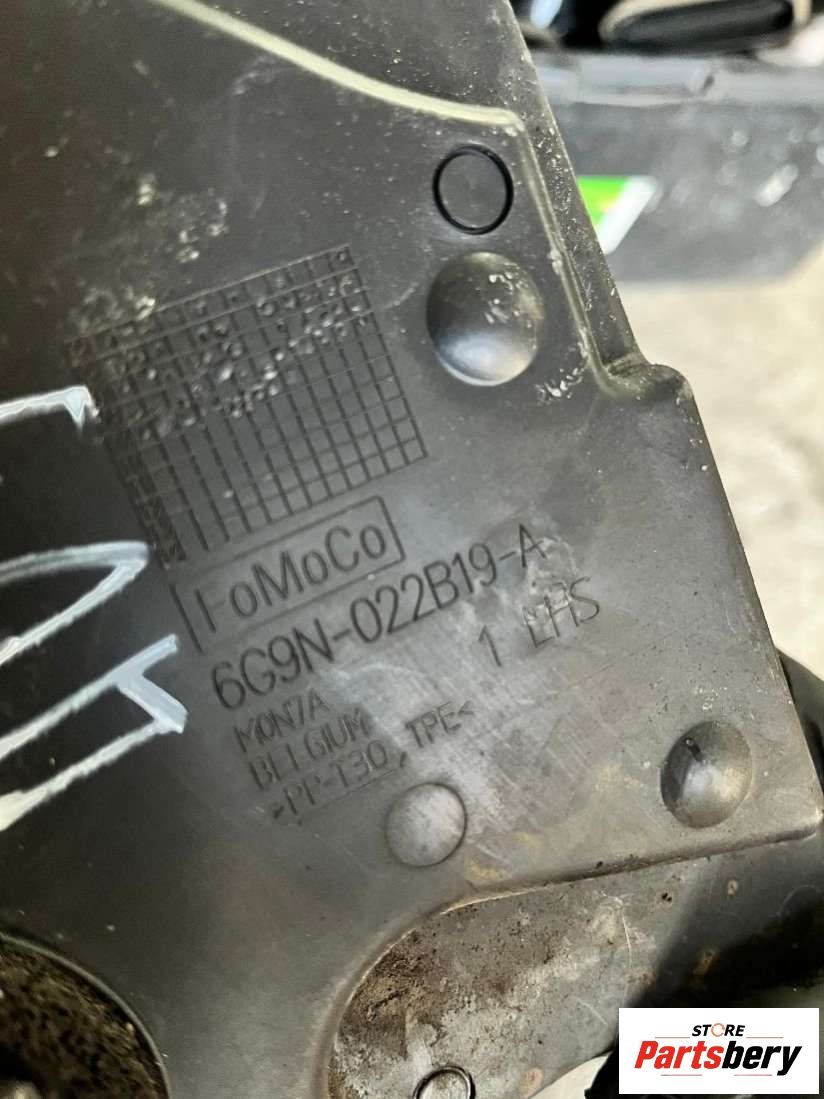 FoMoCo
6G9N-022B19-A
1 LHS
MONZA
BELGIUM
>PP-T30,TPE<
STORE
Partsbery